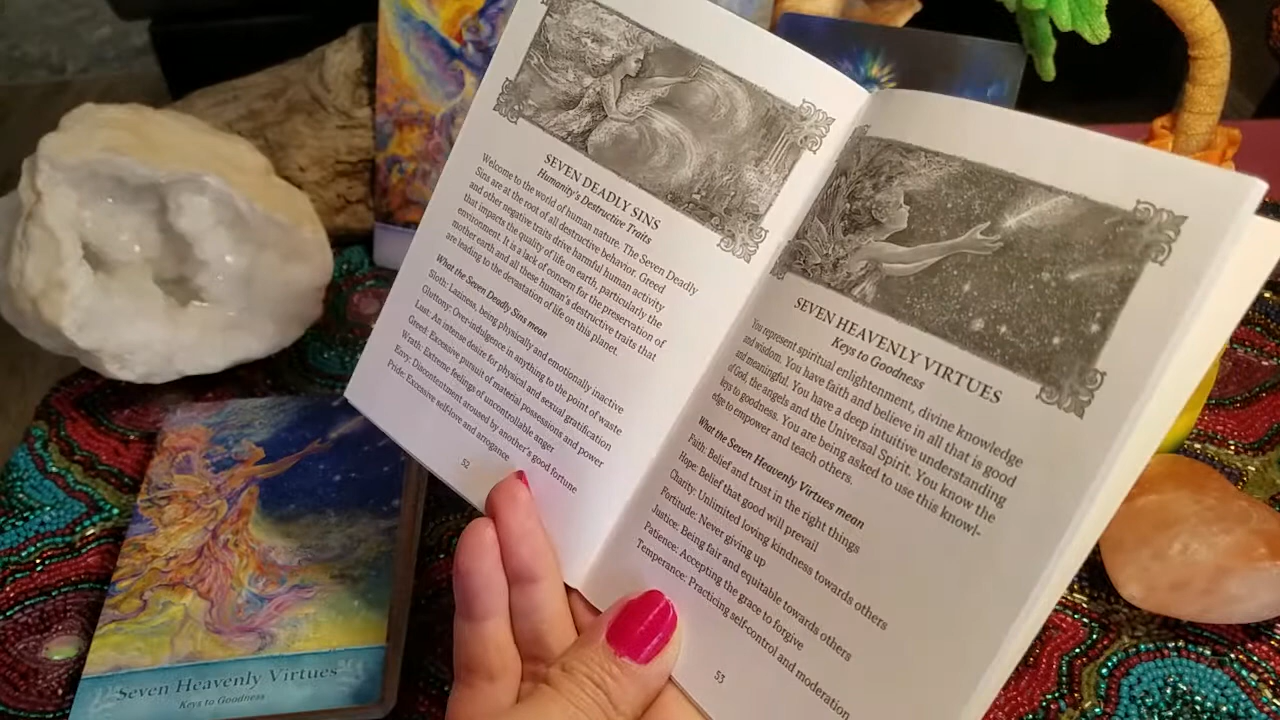 SEVEN DEADLY SINS
Humanity's Destructive Traits
Welcome to the world of human nature. The Seven Deadly
Sins are at the root of all destructive behavior. Greed
and other negative traits drive harmful human activity
that impacts the quality of life on earth, particularly the
environment. It is a lack of concern for the preservation of
mother earth and all these human's destructive traits that
are leading to the devastation of life on this planet.
What the Seven Deadly Sins mean
Sloth: Laziness, being physically and emotionally inactive
Gluttony: Over-indulgence in anything to the point of waste
Lust: An intense desire for physical and sexual gratification
Greed: Excessive pursuit of material possessions and power
Wrath: Extreme feelings of uncontrollable anger
Envy: Discontentment aroused by another's good fortune
Pride: Excessive self-love and arrogance
52
SEVEN HEAVENLY VIRTUES
Keys to Goodness
You represent spiritual enlightenment, divine knowledge
and wisdom. You have faith and believe in all that is good
and meaningful. You have a deep intuitive understanding
of God, the angels and the Universal Spirit. You know the
keys to goodness. You are being asked to use this knowl-
edge to empower and teach others.
What the Seven Heavenly Virtues mean
Faith: Belief and trust in the right things
Hope: Belief that good will prevail
Charity: Unlimited loving kindness towards others
Fortitude: Never giving up
Justice: Being fair and equitable towards others
Patience: Accepting the grace to forgive
Temperance: Practicing self-control and moderation
53
Seven Heavenly Virtues
Keys to Goodness